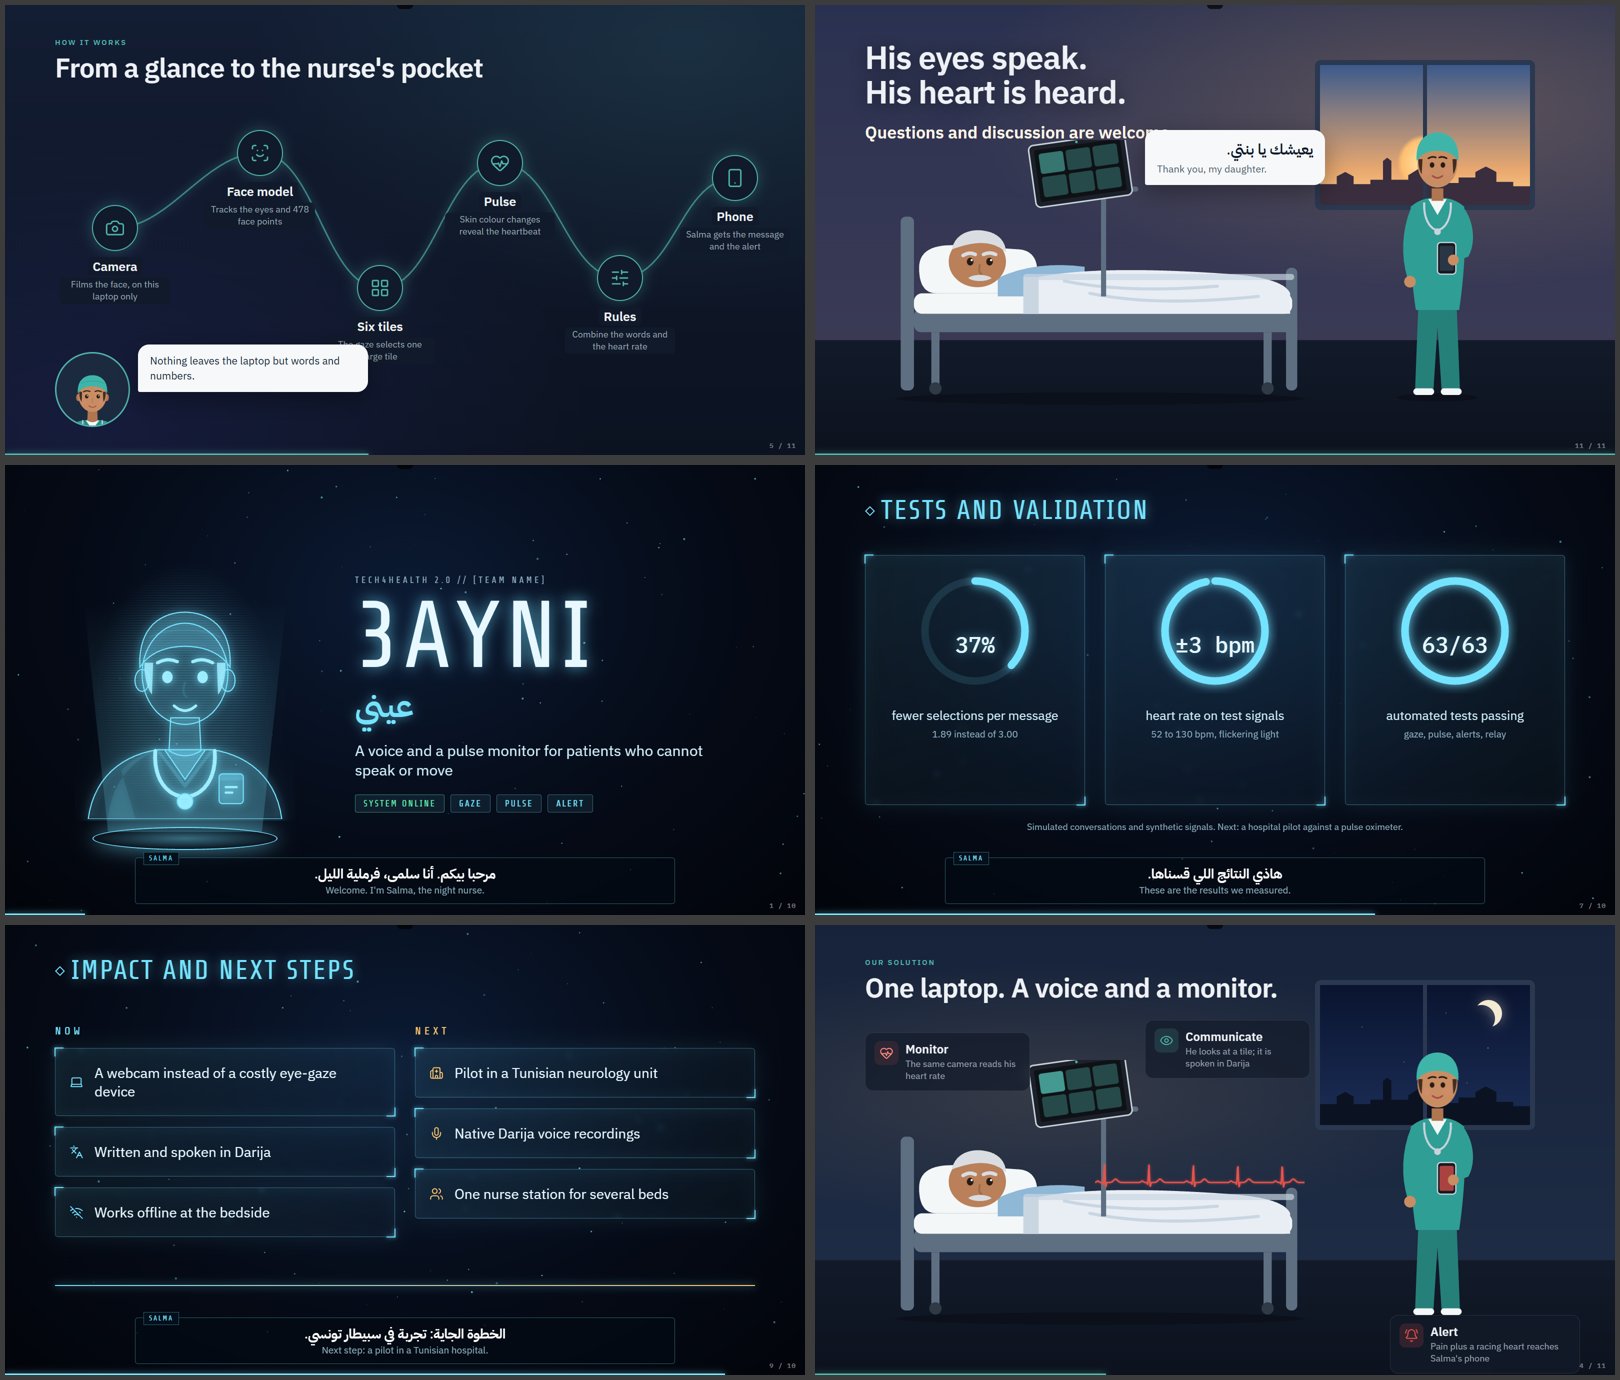 HOW IT WORKS
From a glance to the nurse's pocket
Face model
Tracks the eyes and 478
face points
Pulse
Skin colour changes
reveal the heartbeat
Phone
Salma gets the message
and the alert
Camera
Films the face, on this
laptop only
Six tiles
The gaze selects one
large tile
Rules
Combine the words and
the heart rate
Nothing leaves the laptop but words and
numbers.
5 / 11
His eyes speak.
His heart is heard.
Questions and discussion are welcome.
يعيشك يا بنتي.
Thank you, my daughter.
11 / 11
TECH4HEALTH 2.0 // [TEAM NAME]
3AYNI
عيني
A voice and a pulse monitor for patients who cannot
speak or move
SYSTEM ONLINE
GAZE
PULSE
ALERT
SALMA
مرحبا بيكم. أنا سلمى، فرملية الليل.
Welcome. I'm Salma, the night nurse.
1 / 10
TESTS AND VALIDATION
37%
fewer selections per message
1.89 instead of 3.00
±3 bpm
heart rate on test signals
52 to 130 bpm, flickering light
63/63
automated tests passing
gaze, pulse, alerts, relay
Simulated conversations and synthetic signals. Next: a hospital pilot against a pulse oximeter.
SALMA
هاذي النتائج اللي قسناها.
These are the results we measured.
7 / 10
IMPACT AND NEXT STEPS
NOW
A webcam instead of a costly eye-gaze
device
Written and spoken in Darija
Works offline at the bedside
NEXT
Pilot in a Tunisian neurology unit
Native Darija voice recordings
One nurse station for several beds
SALMA
الخطوة الجاية: تجربة في سبيطار تونسي.
Next step: a pilot in a Tunisian hospital.
9 / 10
OUR SOLUTION
One laptop. A voice and a monitor.
Monitor
The same camera reads his
heart rate
Communicate
He looks at a tile; it is
spoken in Darija
Alert
Pain plus a racing heart reaches
Salma's phone
4 / 11